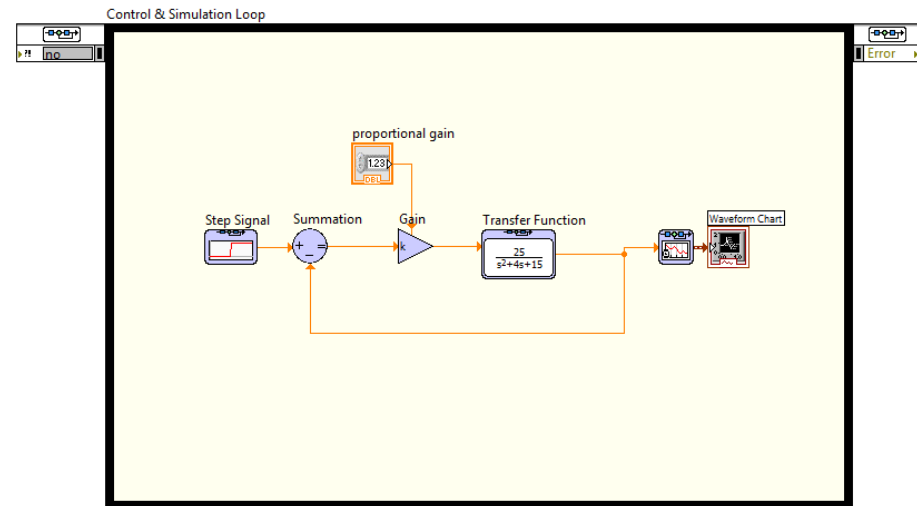 Control & Simulation Loop
?!
no
Error
proportional gain
1.23
DBL
Step Signal
Summation
Gain
Transfer Function
Waveform Chart
+
=
−
k
25
s²+4s+15